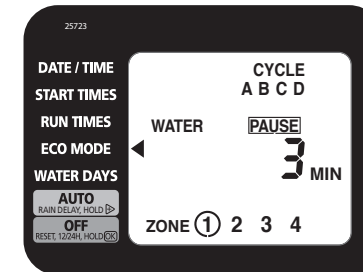 25723
DATE / TIME
START TIMES
RUN TIMES
ECO MODE
WATER DAYS
AUTO
RAIN DELAY, HOLD
OFF
RESET, 12/24H, HOLD OK
CYCLE
A B C D
WATER PAUSE
3 MIN
ZONE 1 2 3 4